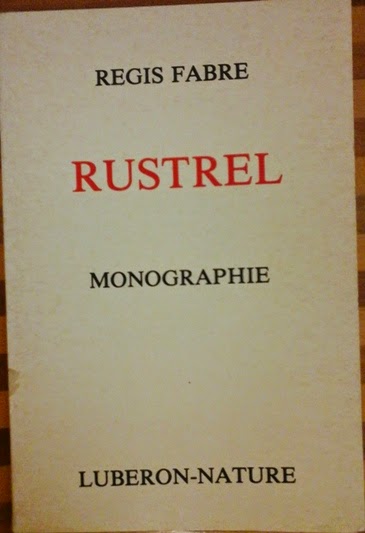 REGIS FABRE
RUSTREL
MONOGRAPHIE
LUBERON-NATURE